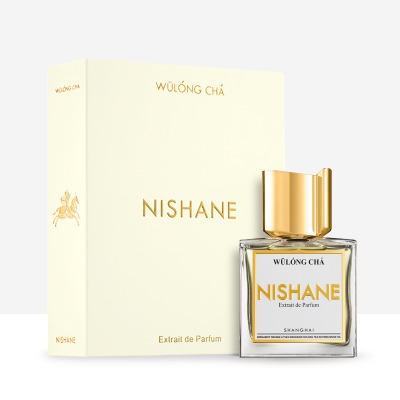 WŪLÓNG CHÁ
NISHANE
Extrait de Parfum
NISHANE
WŪLÓNG CHÁ
NISHANE
Extrait de Parfum
SHANGHAI